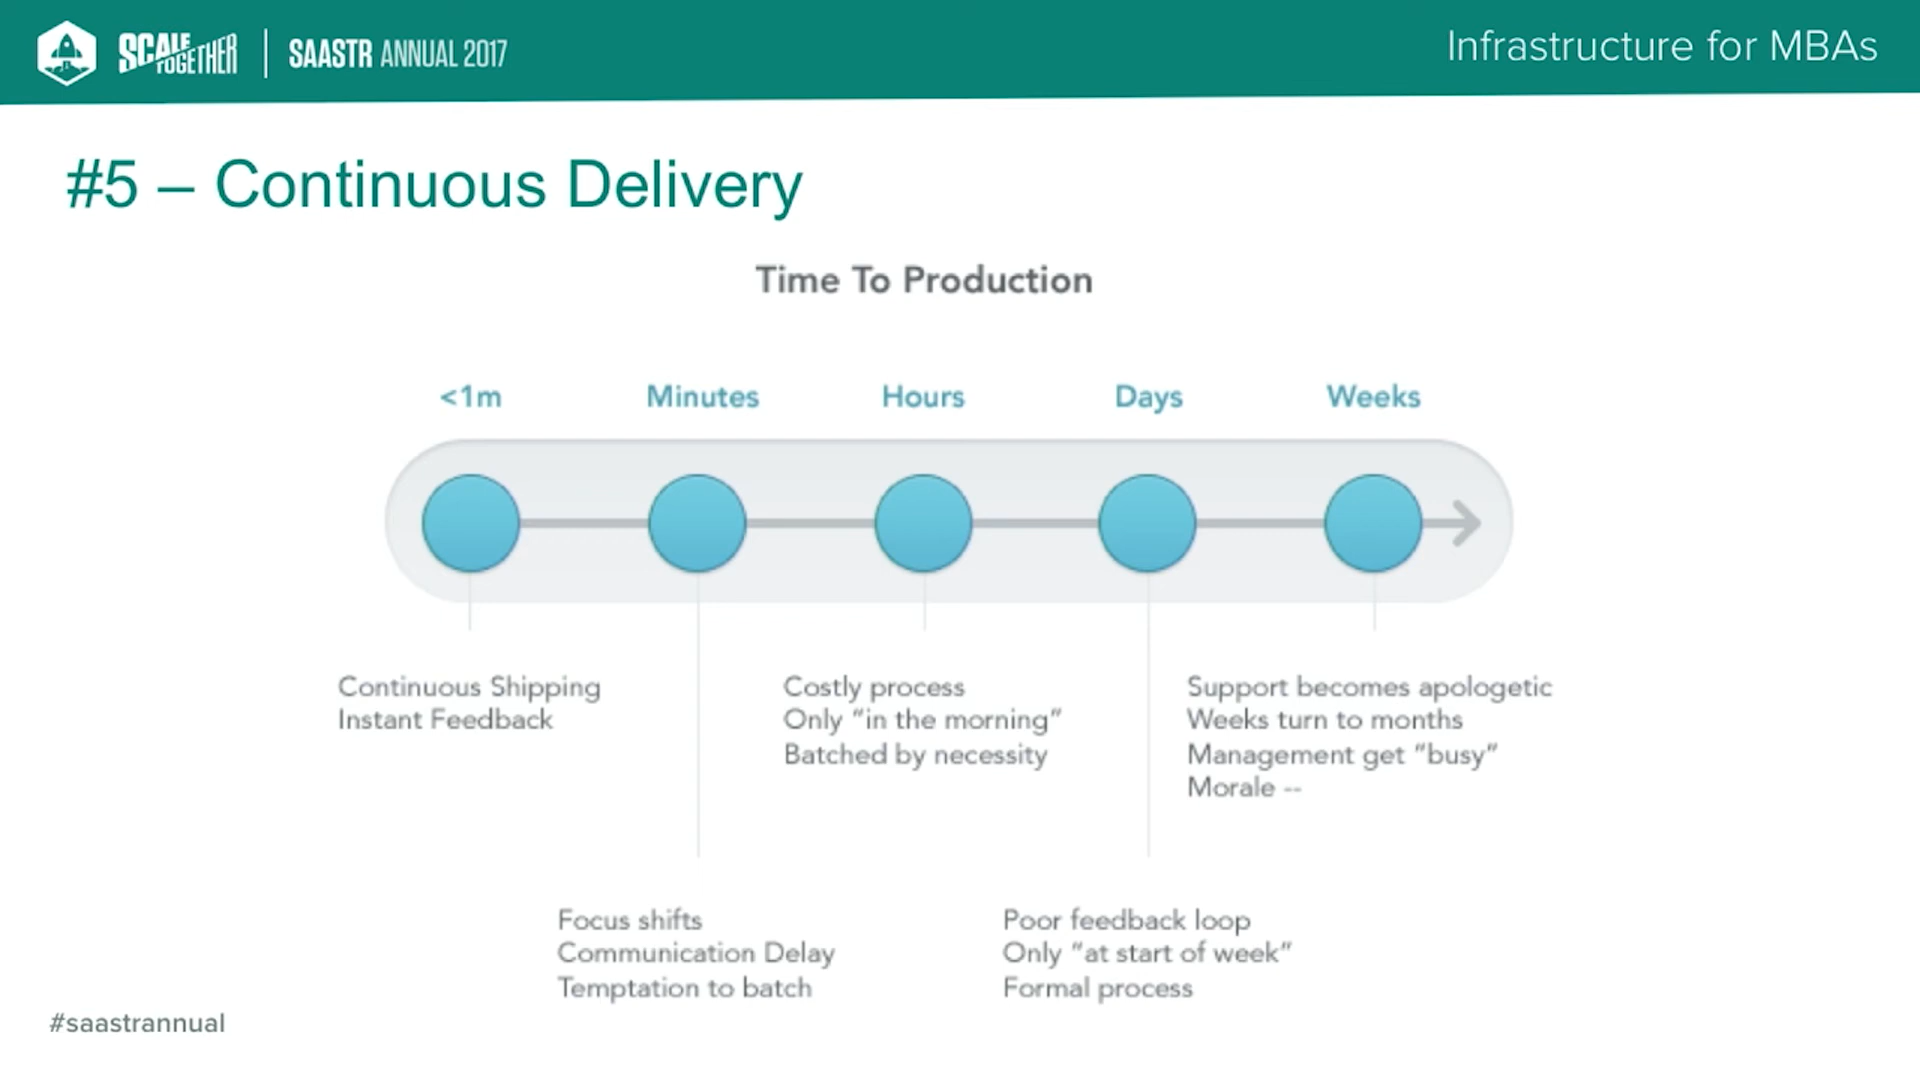 SCALE TOGETHER
SAASTR ANNUAL 2017
Infrastructure for MBAs
#5 – Continuous Delivery
Time To Production
<1m
Minutes
Hours
Days
Weeks
Continuous Shipping
Instant Feedback
Costly process
Only “in the morning”
Batched by necessity
Support becomes apologetic
Weeks turn to months
Management get “busy”
Morale --
Focus shifts
Communication Delay
Temptation to batch
Poor feedback loop
Only “at start of week”
Formal process
#saastrannual